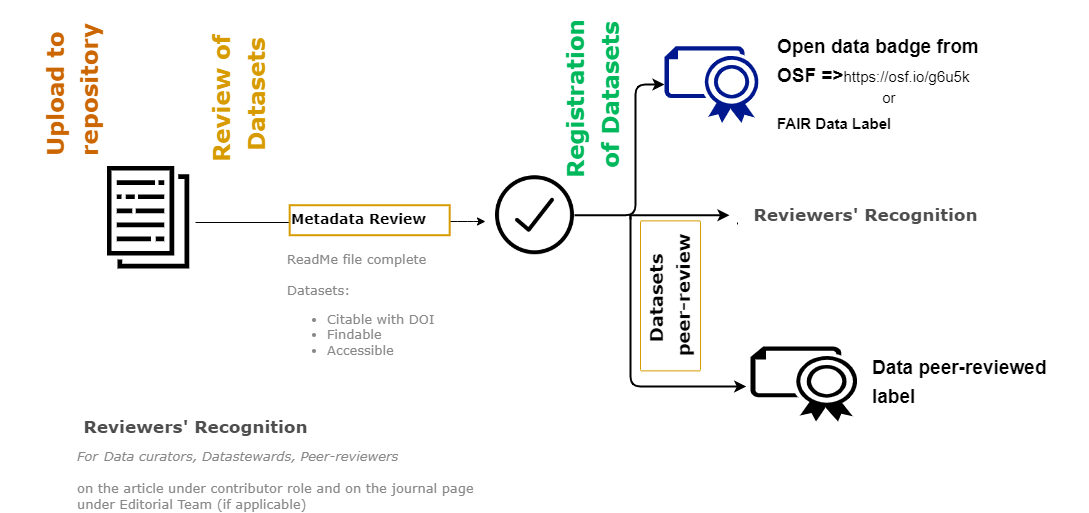 Upload to
repository
Review of
Datasets
Registration
of Datasets
Open data badge from
OSF =>https://osf.io/g6u5k
or
FAIR Data Label
Metadata Review
Reviewers' Recognition
ReadMe file complete
Datasets:
• Citable with DOI
• Findable
• Accessible
Datasets
peer-review
Data peer-reviewed
label
Reviewers' Recognition
For Data curators, Datastewards, Peer-reviewers
on the article under contributor role and on the journal page
under Editorial Team (if applicable)